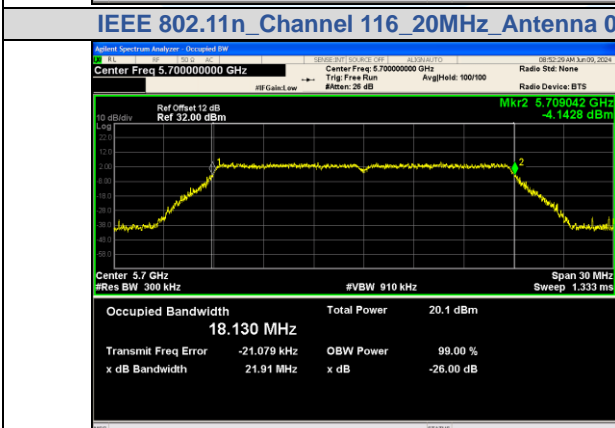 IEEE 802.11n_Channel 116_20MHz_Antenna 0
Agilent Spectrum Analyzer - Occupied BW
RL RF 50 Ω AC SENSE:INT SOURCE OFF ALIGN AUTO 08:52:29 AM Jun 09, 2024
Center Freq 5.700000000 GHz Center Freq: 5.70000000 GHz Radio Std: None
Trig: Free Run Avg|Hold: 100/100
#IFGain:Low #Atten: 26 dB Radio Device: BTS
Mkr2 5.709042 GHz
Ref Offset 12 dB
10 dB/div Ref 32.00 dBm -4.1428 dBm
Log
22.0
12.0
2.00
1 2
-8.00
-18.0
-28.0
-38.0
-48.0
-58.0
Center 5.7 GHz Span 30 MHz
#Res BW 300 kHz #VBW 910 kHz Sweep 1.333 ms
Occupied Bandwidth Total Power 20.1 dBm
18.130 MHz
Transmit Freq Error -21.079 kHz OBW Power 99.00 %
x dB Bandwidth 21.91 MHz x dB -26.00 dB